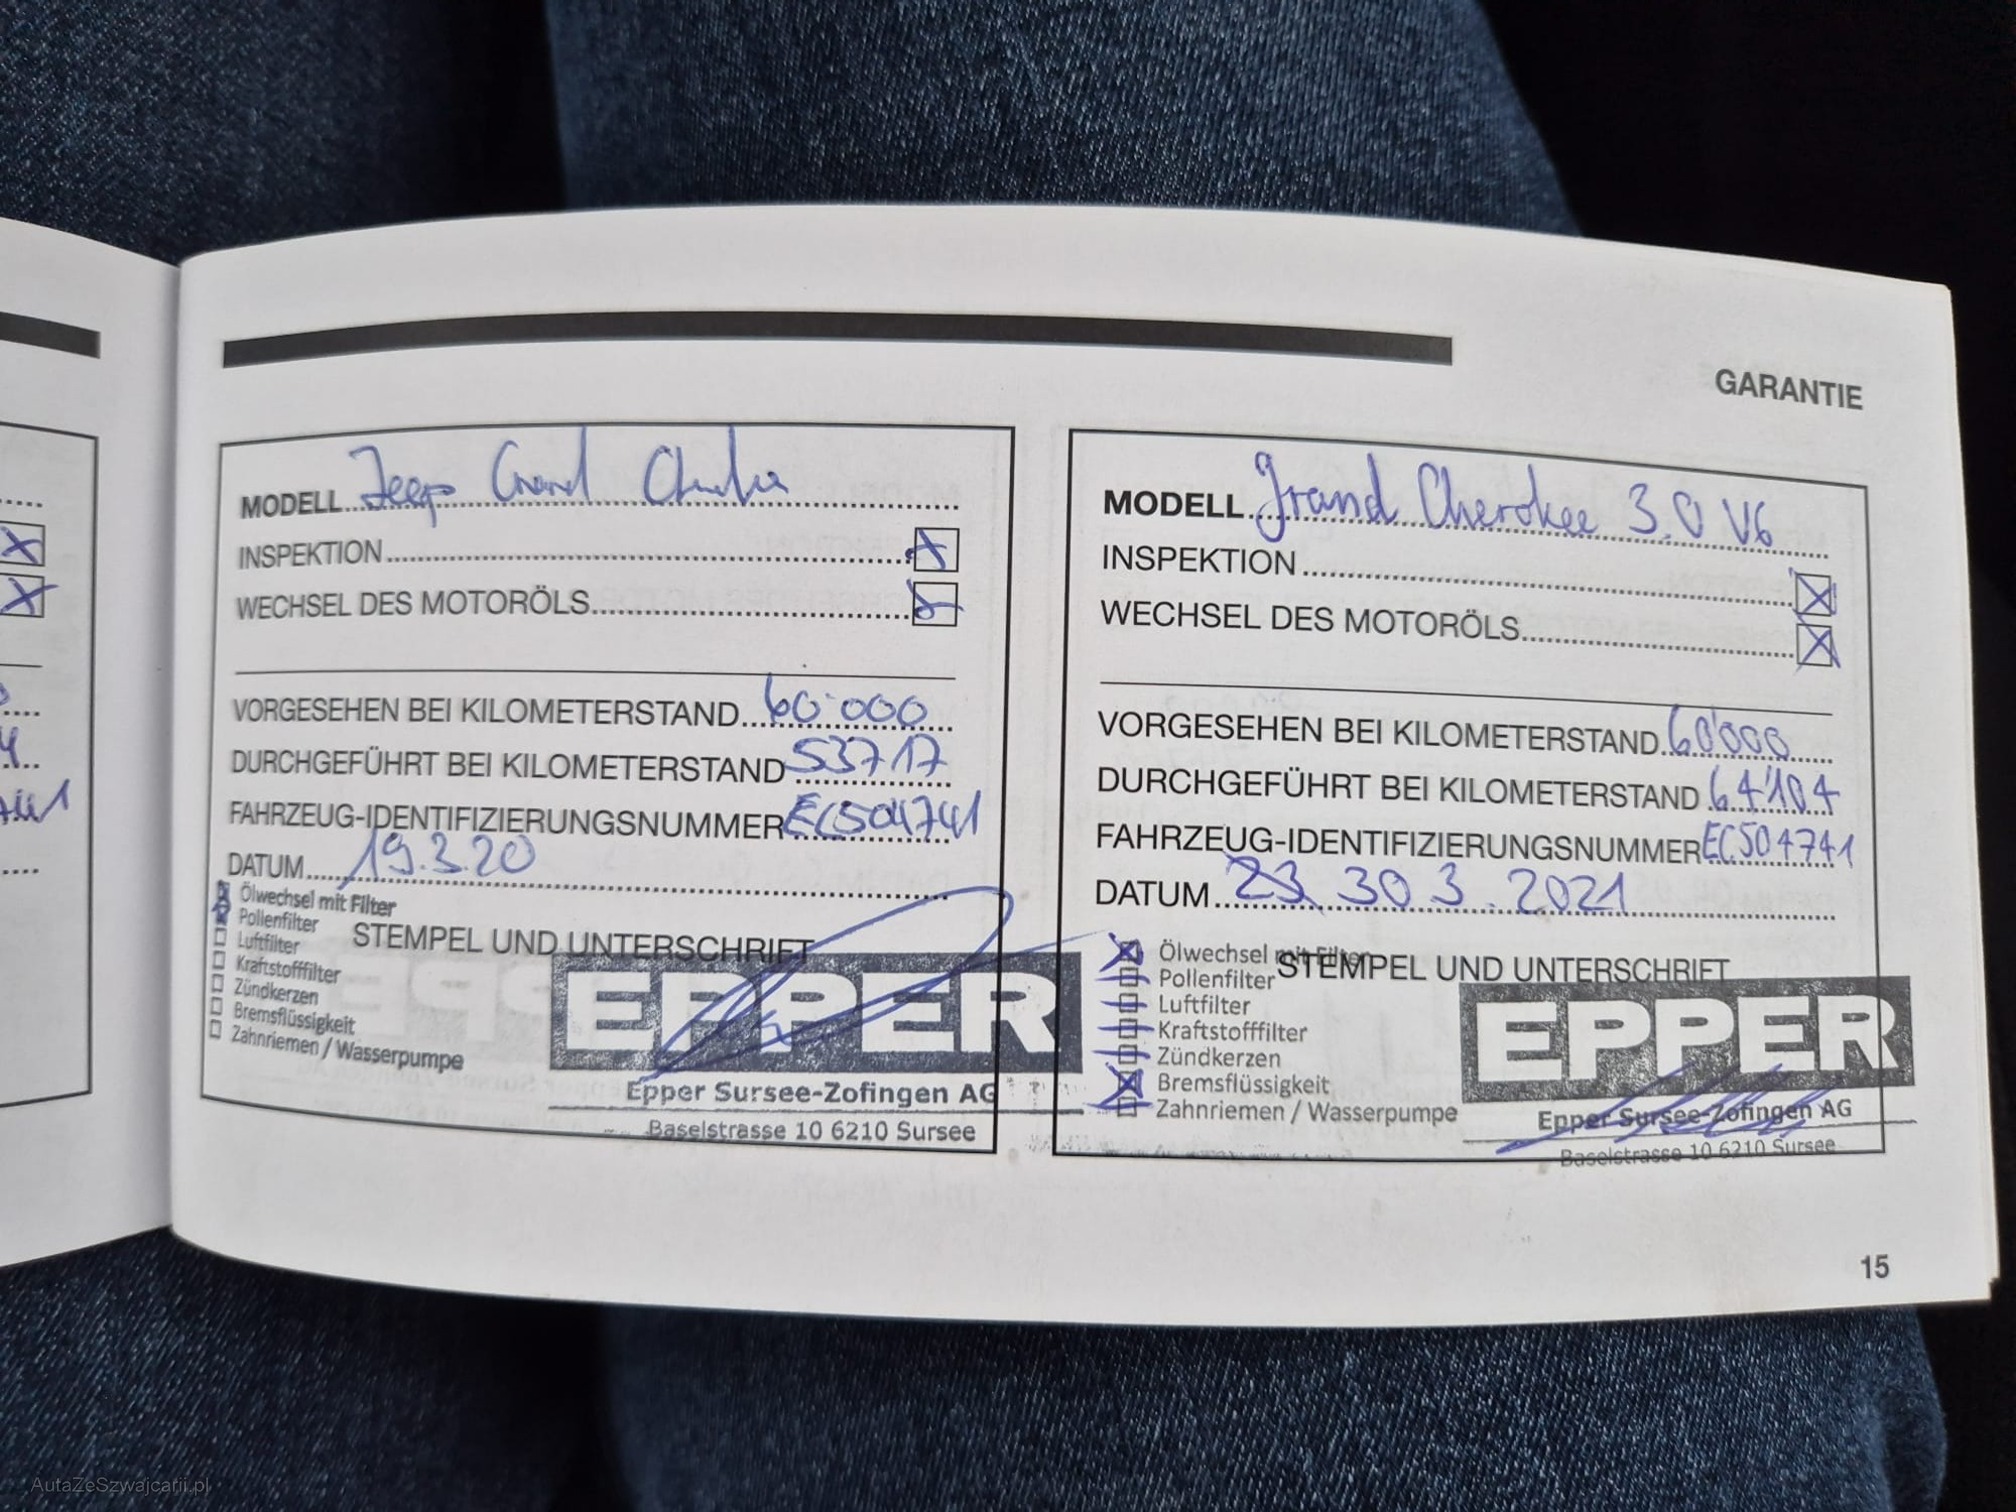 GARANTIE
MODELL Jeep Grand
INSPEKTION
WECHSEL DES MOTORÖLS
VORGESEHEN BEI KILOMETERSTAND 60'000
DURCHGEFÜHRT BEI KILOMETERSTAND 53717
FAHRZEUG-IDENTIFIZIERUNGSNUMMER EC504741
DATUM 19.3.20
Ölwechsel mit Filter
Pollenfilter
Luftfilter
Kraftstofffilter
Zündkerzen
Bremsflüssigkeit
Zahnriemen / Wasserpumpe
STEMPEL UND UNTERSCHRIFT
EPPER
Epper Sursee-Zofingen AG
Baselstrasse 10 6210 Sursee
MODELL Grand Cherokee 3.0 V6
INSPEKTION
WECHSEL DES MOTORÖLS
VORGESEHEN BEI KILOMETERSTAND 60'000
DURCHGEFÜHRT BEI KILOMETERSTAND 64'104
FAHRZEUG-IDENTIFIZIERUNGSNUMMER EC504741
DATUM 23 30 3. 2021
Ölwechsel mit Filter
Pollenfilter
Luftfilter
Kraftstofffilter
Zündkerzen
Bremsflüssigkeit
Zahnriemen / Wasserpumpe
STEMPEL UND UNTERSCHRIFT
EPPER
Epper Sursee-Zofingen AG
Baselstrasse 10 6210 Sursee
15
AutaZeSzwajcarii.pl